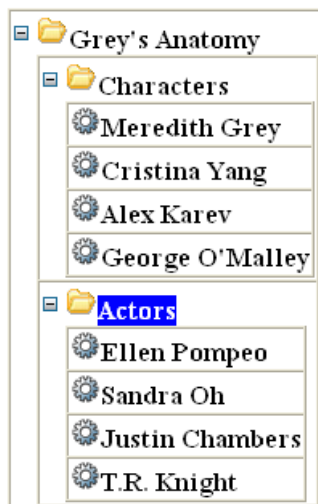 Grey's Anatomy
Characters
Meredith Grey
Cristina Yang
Alex Karev
George O'Malley
Actors
Ellen Pompeo
Sandra Oh
Justin Chambers
T.R. Knight